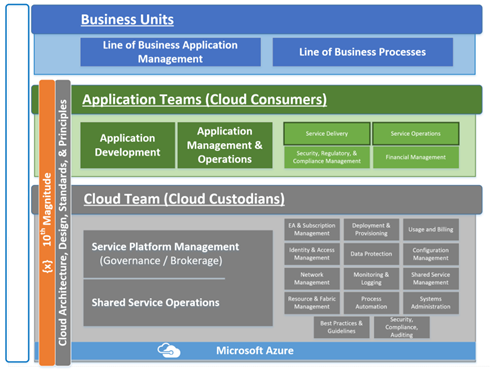 Business Units
Line of Business Application
Management
Line of Business Processes
Application Teams (Cloud Consumers)
Application
Development
Application
Management &
Operations
Service Delivery
Service Operations
Security, Regulatory, &
Compliance Management
Financial Management
{x} 10th Magnitude
Cloud Architecture, Design, Standards, & Principles
Cloud Team (Cloud Custodians)
Service Platform Management
(Governance / Brokerage)
Shared Service Operations
EA & Subscription
Management
Deployment &
Provisioning
Usage and Billing
Identity & Access
Management
Data Protection
Configuration
Management
Network
Management
Monitoring &
Logging
Shared Service
Management
Resource & Fabric
Management
Process
Automation
Systems
Administration
Best Practices &
Guidelines
Security,
Compliance,
Auditing
Microsoft Azure